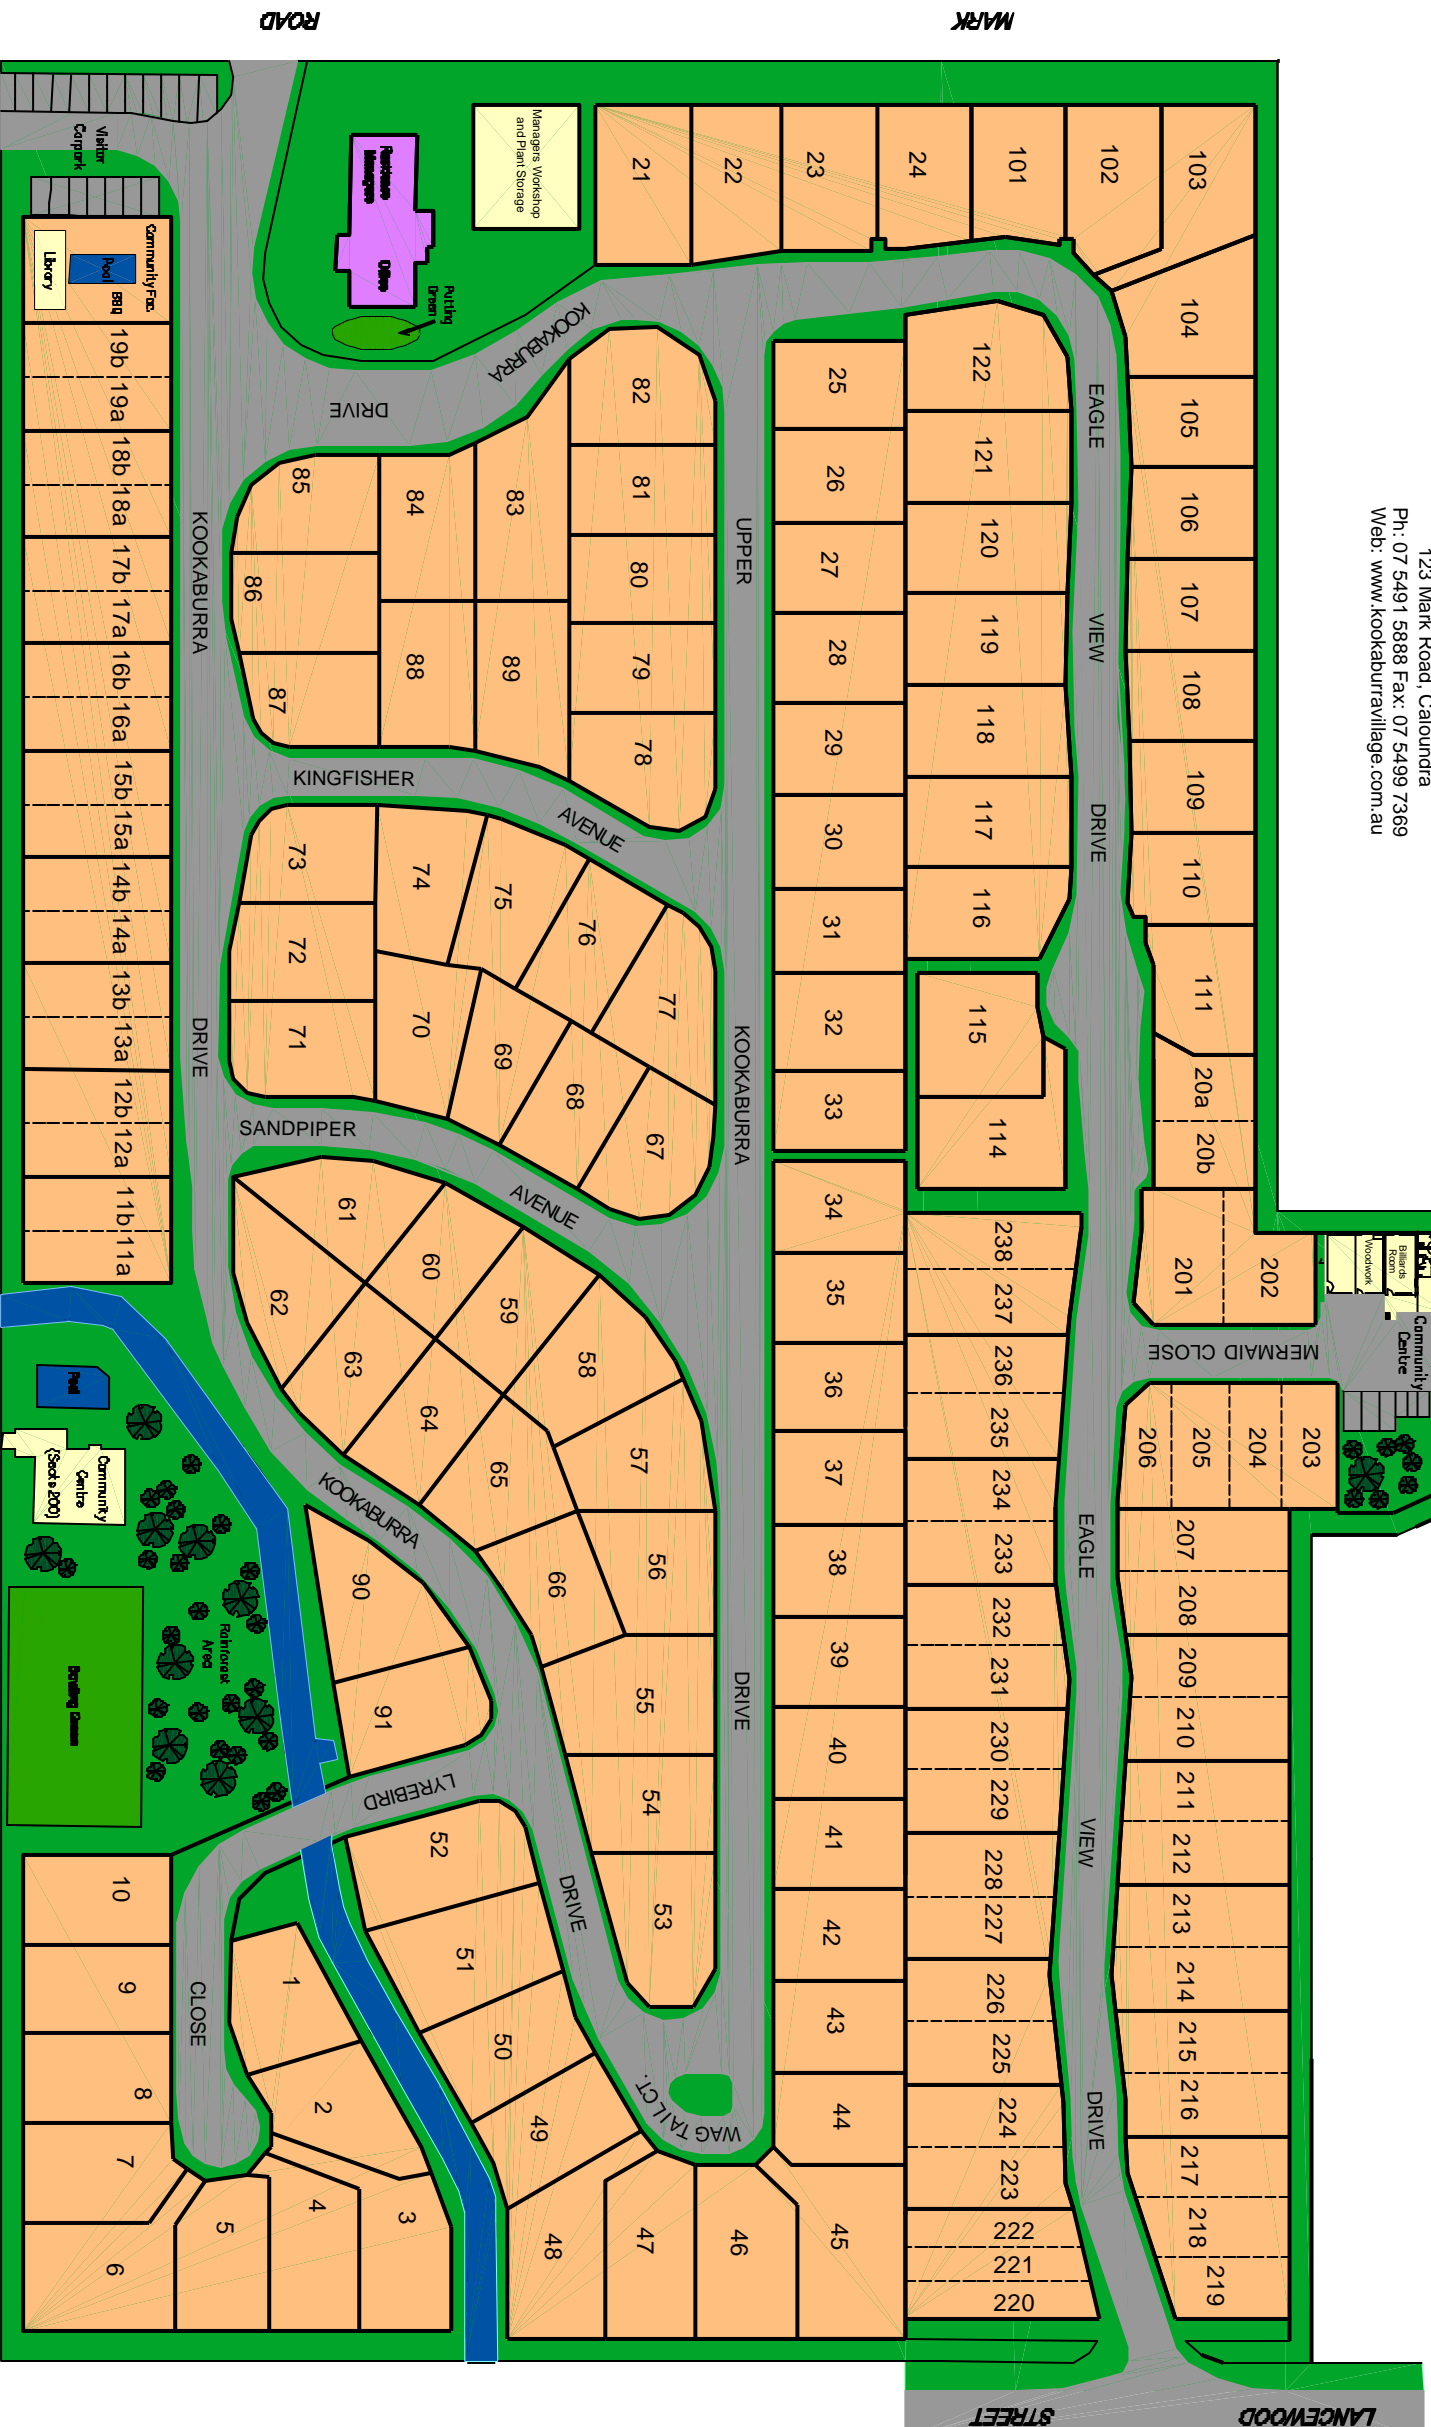 ROAD
MARK
123 Mark Road, Caloundra
Ph: 07 5491 5888 Fax: 07 5499 7369
Web: www.kookaburravillage.com.au
Visitor
Carpark
Managers Workshop
and Plant Storage
Residence
Managers
Office
Putting
Green
Community Fac.
Pool
BBQ
Library
21
22
23
24
101
102
103
104
105
106
107
108
109
110
111
20a
20b
201
202
Woodwork
Billiards
Room
Community
Centre
MERMAID CLOSE
203
204
205
206
207
208
209
210
211
212
213
214
215
216
217
218
219
EAGLE
VIEW
DRIVE
EAGLE
VIEW
DRIVE
122
121
120
119
118
117
116
115
114
238
237
236
235
234
233
232
231
230
229
228
227
226
225
224
223
222
221
220
25
26
27
28
29
30
31
32
33
34
35
36
37
38
39
40
41
42
43
44
45
46
47
48
49
50
51
52
UPPER
KOOKABURRA
DRIVE
WAG TAIL CT.
KOOKABURRA
DRIVE
82
81
80
79
78
83
84
85
86
87
88
89
KINGFISHER
AVENUE
73
74
75
76
77
72
71
70
69
68
67
SANDPIPER
AVENUE
61
60
59
58
57
62
63
64
65
66
56
55
54
53
KOOKABURRA
DRIVE
KOOKABURRA
DRIVE
90
91
LYREBIRD
CLOSE
19b
19a
18b
18a
17b
17a
16b
16a
15b
15a
14b
14a
13b
13a
12b
12a
11b
11a
Pool
Community
Centre
(Seats 200)
Rainforest
Area
Bowling Green
10
9
8
7
6
5
4
3
2
1
STREET
LANCEWOOD